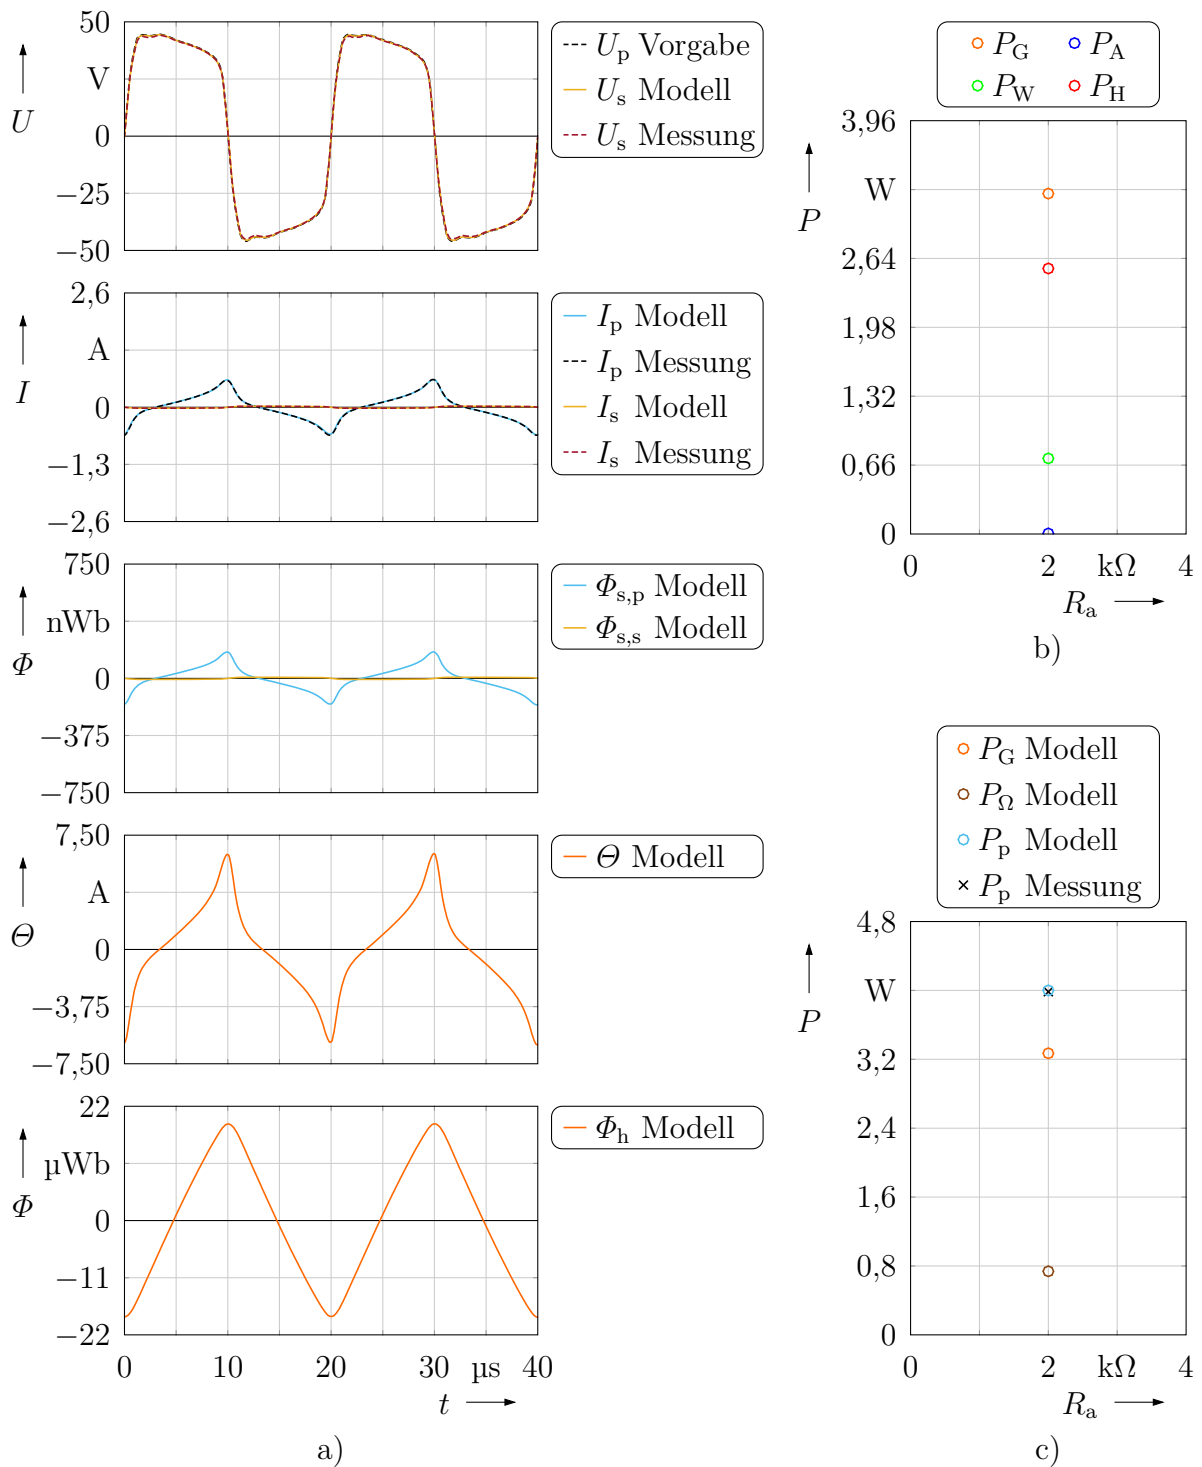 50
V
0
−25
−50
U
U_p Vorgabe
U_s Modell
U_s Messung
2,6
A
0
−1,3
−2,6
I
I_p Modell
I_p Messung
I_s Modell
I_s Messung
750
nWb
0
−375
−750
Φ
Φ_s,p Modell
Φ_s,s Modell
7,50
A
0
−3,75
−7,50
Θ
Θ Modell
22
µWb
0
−11
−22
Φ
Φ_h Modell
0 10 20 30 µs 40
t
a)
P_G P_A
P_W P_H
3,96
W
2,64
1,98
1,32
0,66
0
P
0 2 kΩ 4
R_a
b)
P_G Modell
P_Ω Modell
P_p Modell
P_p Messung
4,8
W
3,2
2,4
1,6
0,8
0
P
0 2 kΩ 4
R_a
c)